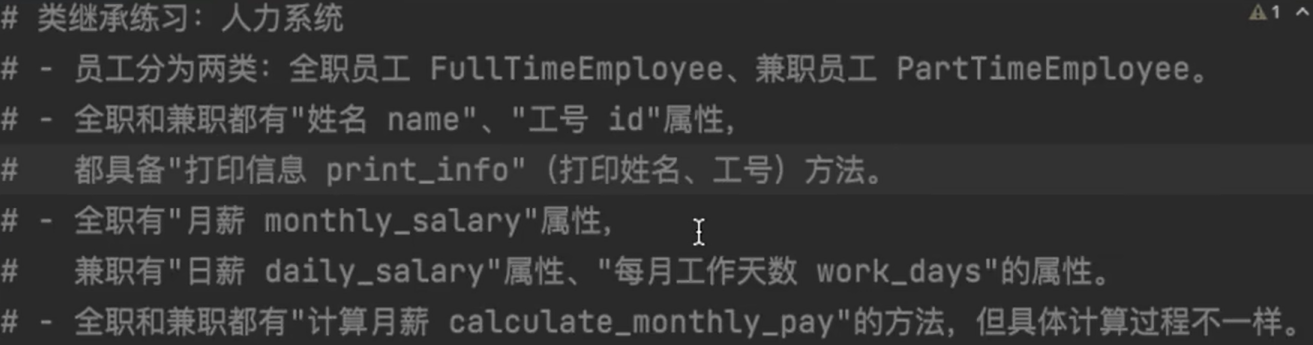 # 类继承练习：人力系统
1
# - 员工分为两类：全职员工 FullTimeEmployee、兼职员工 PartTimeEmployee。
# - 全职和兼职都有"姓名 name"、"工号 id"属性，
#   都具备"打印信息 print_info"（打印姓名、工号）方法。
# - 全职有"月薪 monthly_salary"属性，
#   兼职有"日薪 daily_salary"属性、"每月工作天数 work_days"的属性。
# - 全职和兼职都有"计算月薪 calculate_monthly_pay"的方法，但具体计算过程不一样。